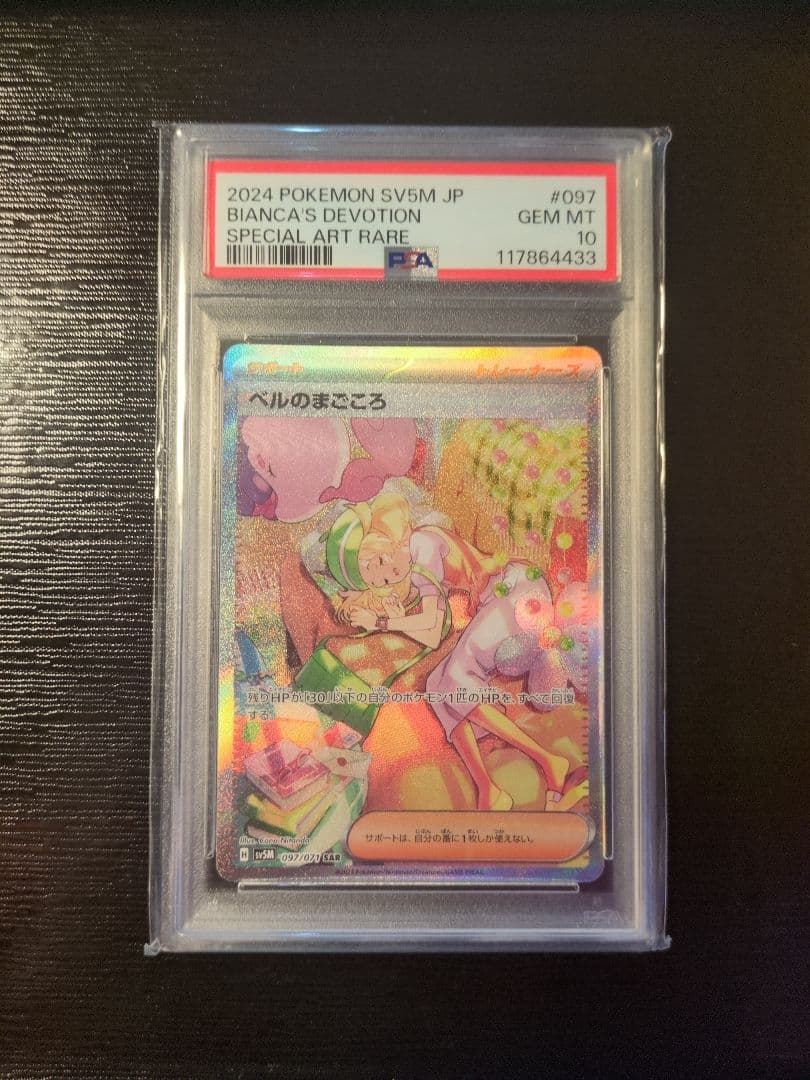 2024 POKEMON SV5M JP #097
BIANCA'S DEVOTION GEM MT
SPECIAL ART RARE 10
PSA 117864433
サポート トレーナーズ
ベルのまごころ
残りHPが「30」以下の自分のポケモン1匹のHPを、すべて回復
する。
サポートは、自分の番に1枚しか使えない。
H SV5M 097/071 SAR